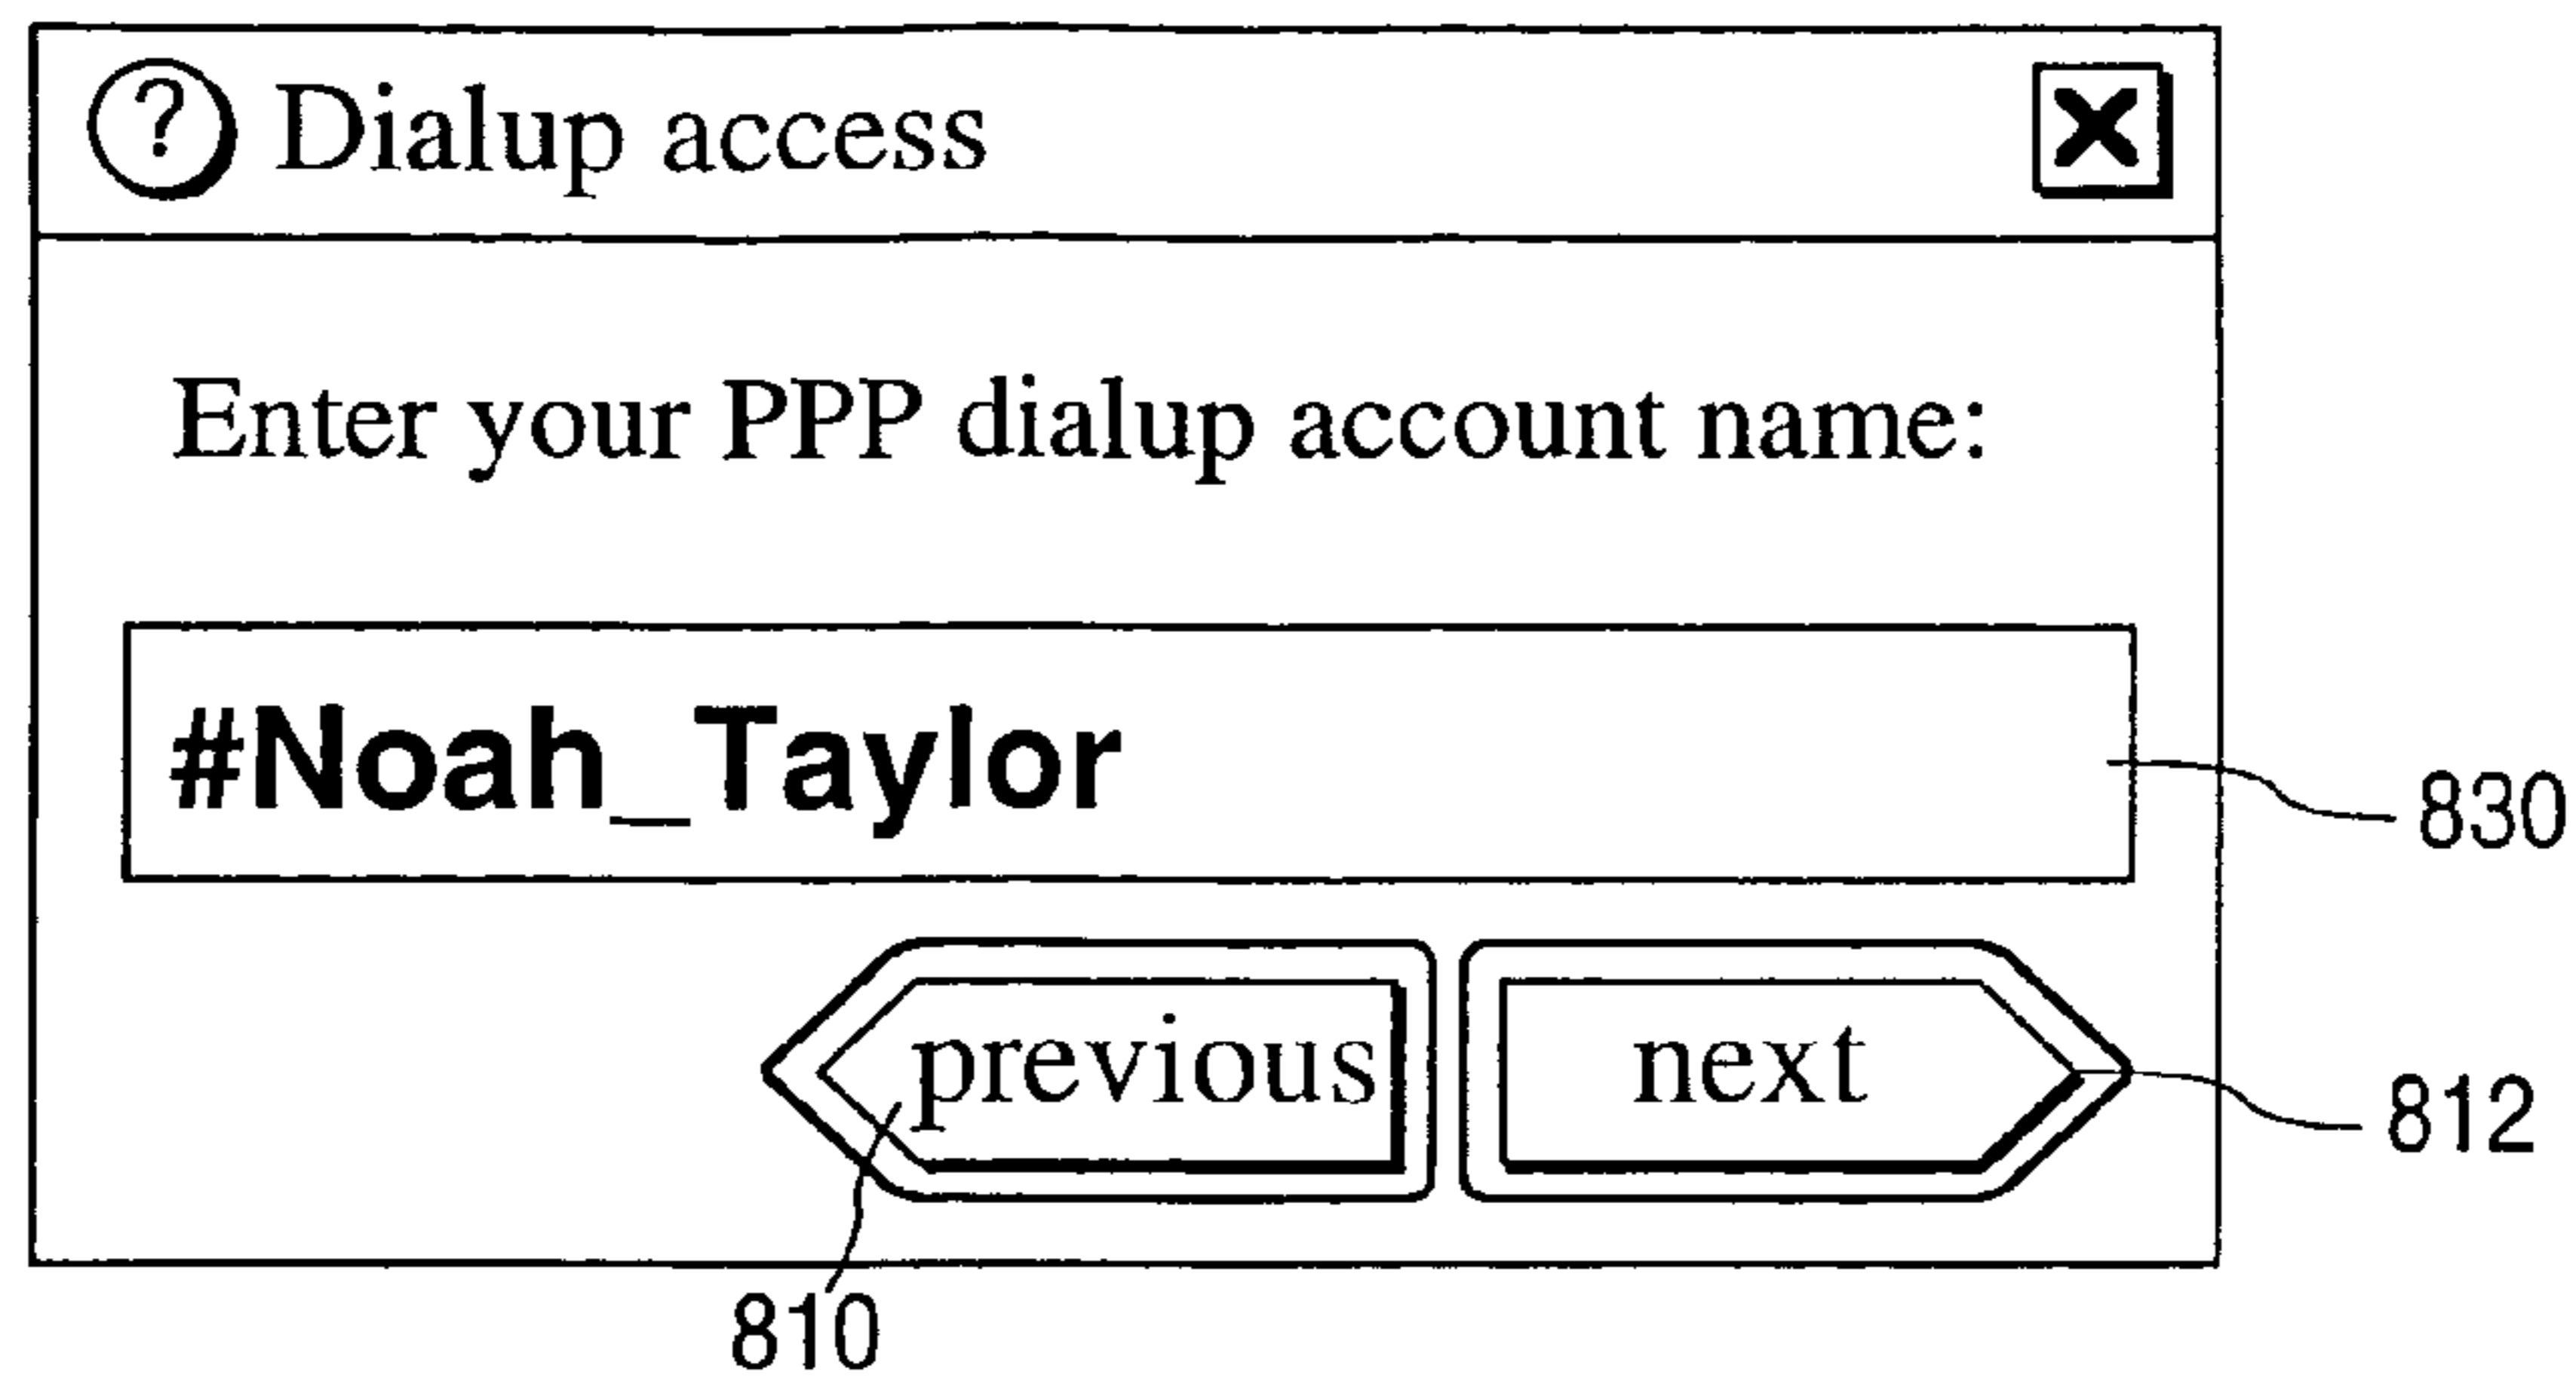 ? Dialup access X
Enter your PPP dialup account name:
#Noah_Taylor
830
previous next
812
810